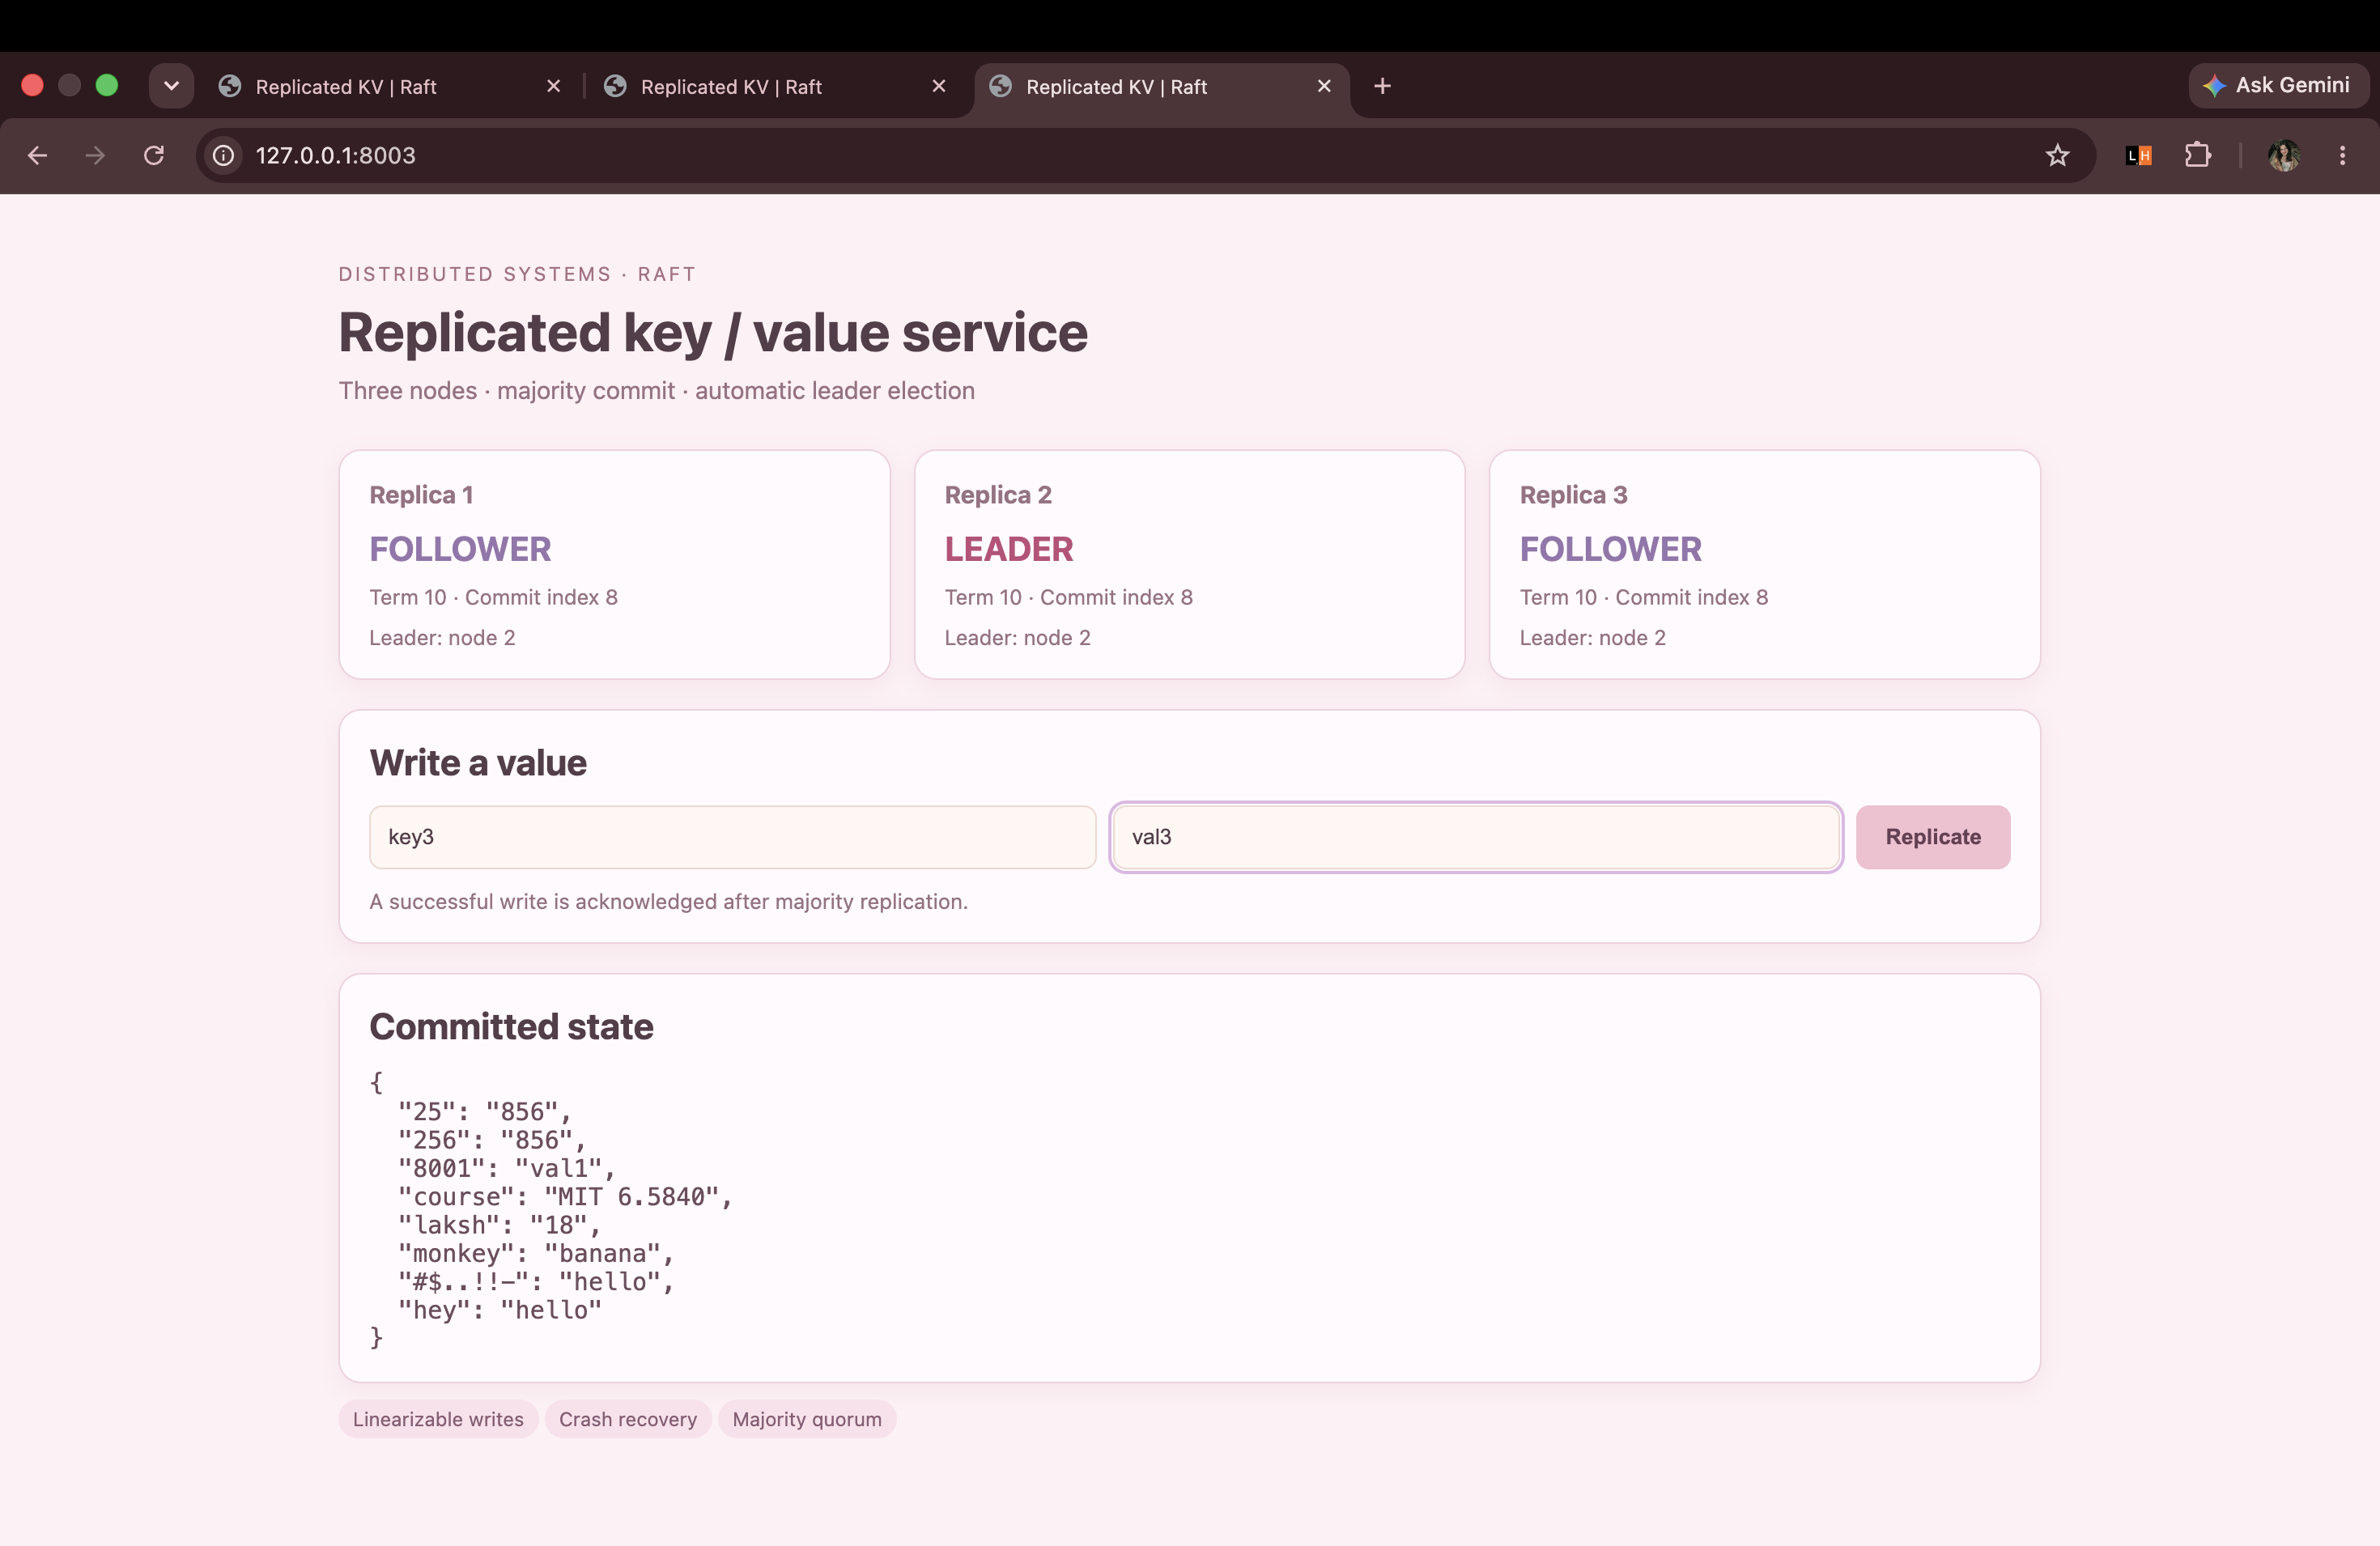 Replicated KV | Raft
Replicated KV | Raft
Replicated KV | Raft
Ask Gemini
127.0.0.1:8003
LH
DISTRIBUTED SYSTEMS · RAFT
Replicated key / value service
Three nodes · majority commit · automatic leader election
Replica 1
FOLLOWER
Term 10 · Commit index 8
Leader: node 2
Replica 2
LEADER
Term 10 · Commit index 8
Leader: node 2
Replica 3
FOLLOWER
Term 10 · Commit index 8
Leader: node 2
Write a value
key3
val3
Replicate
A successful write is acknowledged after majority replication.
Committed state
{
  "25": "856",
  "256": "856",
  "8001": "val1",
  "course": "MIT 6.5840",
  "laksh": "18",
  "monkey": "banana",
  "#$..!!—": "hello",
  "hey": "hello"
}
Linearizable writes
Crash recovery
Majority quorum